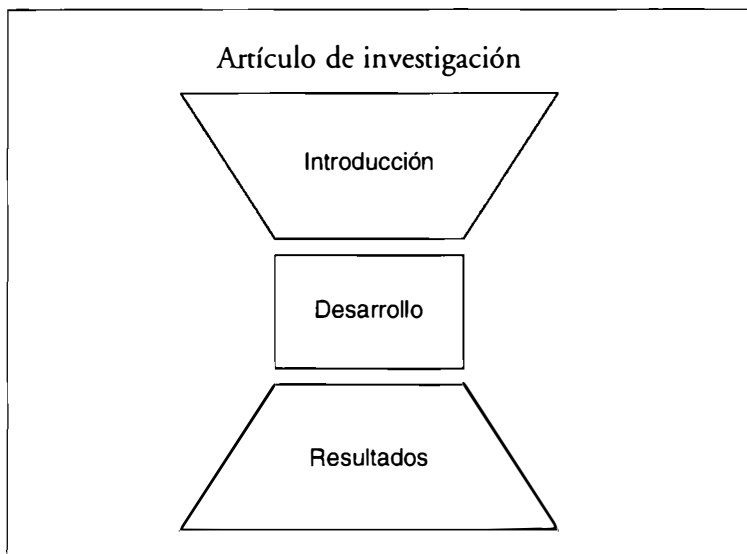 Artículo de investigación
Introducción
Desarrollo
Resultados